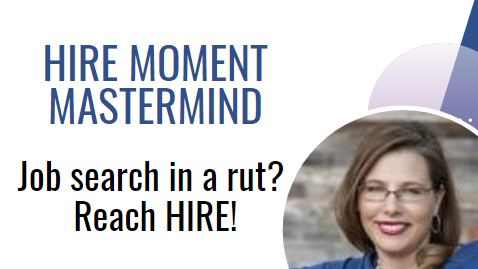 HIRE MOMENT
MASTERMIND
Job search in a rut?
Reach HIRE!